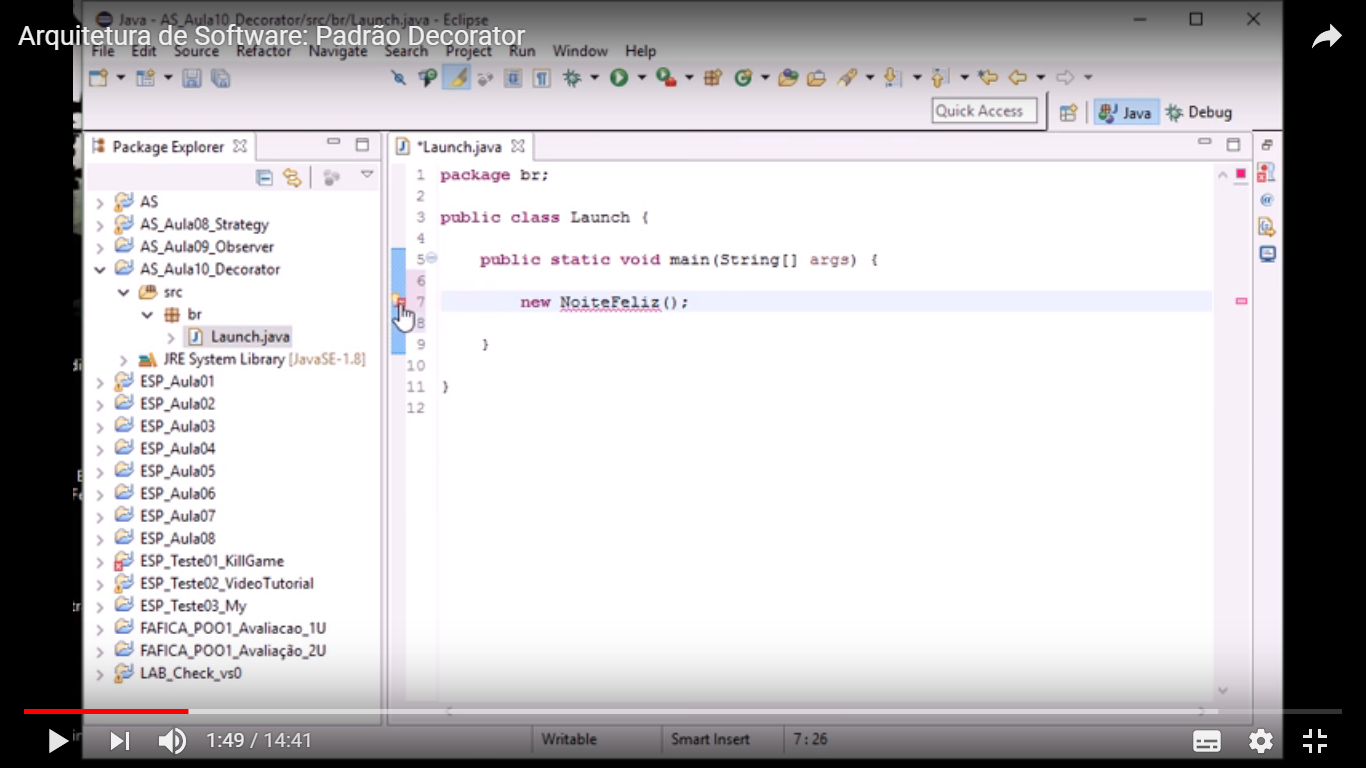 Java - AS_Aula10_Decorator/src/br/Launch.java - Eclipse
Arquitetura de Software: Padrão Decorator
File Edit Source Refactor Navigate Search Project Run Window Help
Quick Access
Java
Debug
Package Explorer
*Launch.java
AS
AS_Aula08_Strategy
AS_Aula09_Observer
AS_Aula10_Decorator
src
br
Launch.java
JRE System Library [JavaSE-1.8]
ESP_Aula01
ESP_Aula02
ESP_Aula03
ESP_Aula04
ESP_Aula05
ESP_Aula06
ESP_Aula07
ESP_Aula08
ESP_Teste01_KillGame
ESP_Teste02_VideoTutorial
ESP_Teste03_My
FAFICA_POO1_Avaliacao_1U
FAFICA_POO1_Avaliação_2U
LAB_Check_vs0
1 package br;
2
3 public class Launch {
4
5 public static void main(String[] args) {
6
7 new NoiteFeliz();
8
9 }
10
11 }
12
1:49 / 14:41
Writable
Smart Insert
7 : 26